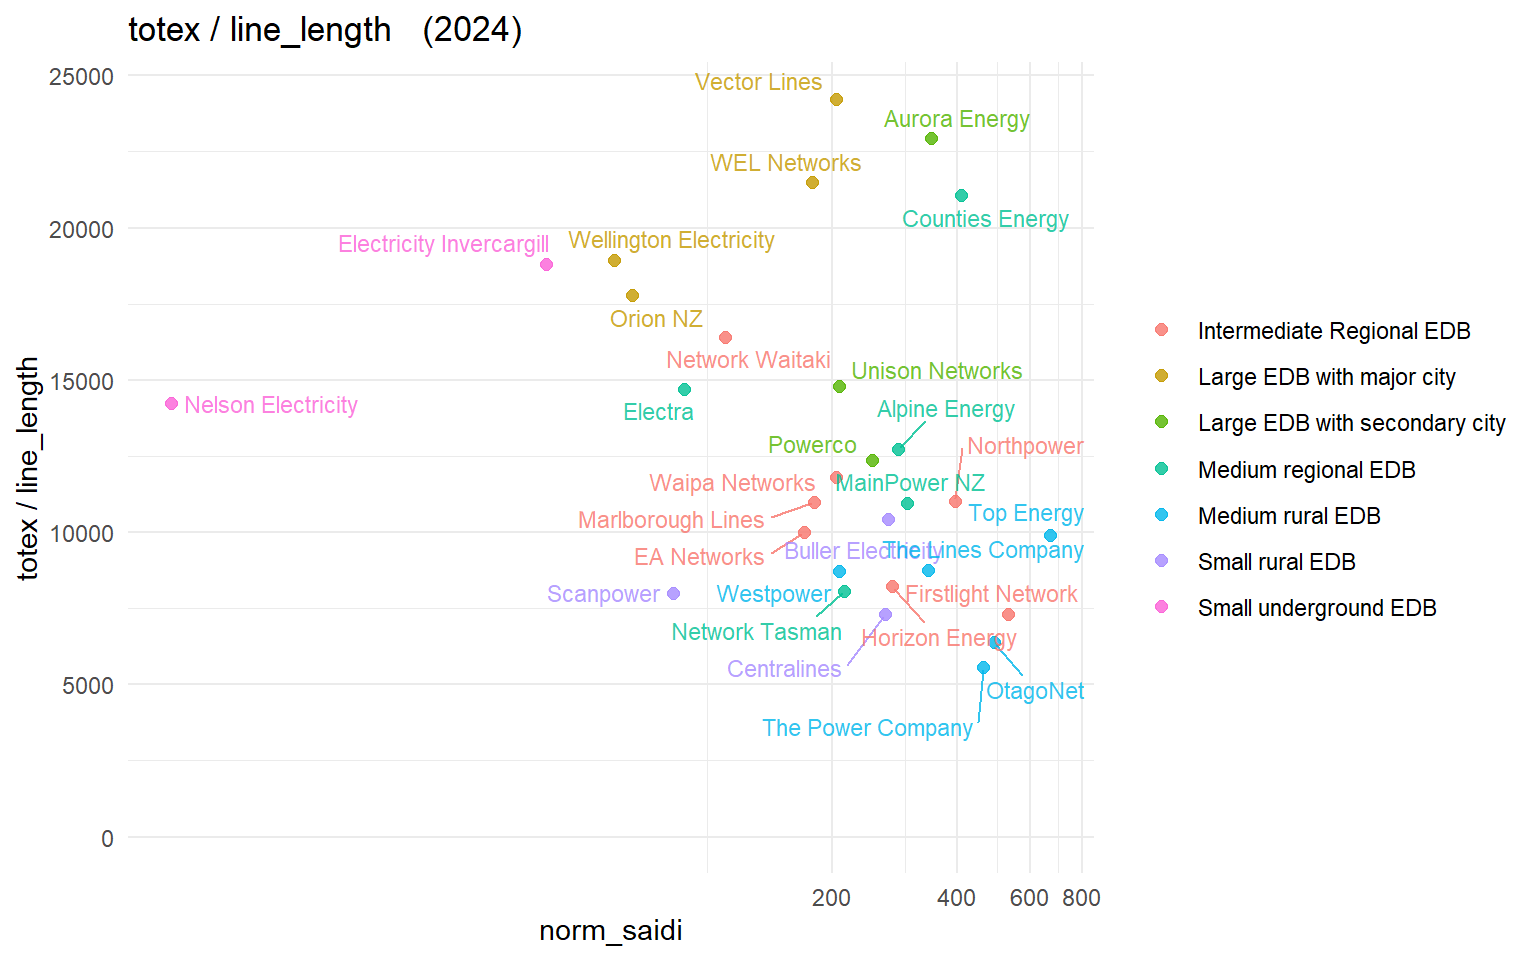 totex / line_length (2024)
25000
20000
15000
10000
5000
0
totex / line_length
Vector Lines
Aurora Energy
WEL Networks
Counties Energy
Electricity Invercargill
Wellington Electricity
Orion NZ
Network Waitaki
Unison Networks
Nelson Electricity
Electra
Alpine Energy
Powerco
Northpower
Waipa Networks
MainPower NZ
Marlborough Lines
Top Energy
EA Networks
Buller Electricity
The Lines Company
Scanpower
Westpower
Firstlight Network
Network Tasman
Horizon Energy
Centralines
OtagoNet
The Power Company
200
400
600
800
norm_saidi
Intermediate Regional EDB
Large EDB with major city
Large EDB with secondary city
Medium regional EDB
Medium rural EDB
Small rural EDB
Small underground EDB